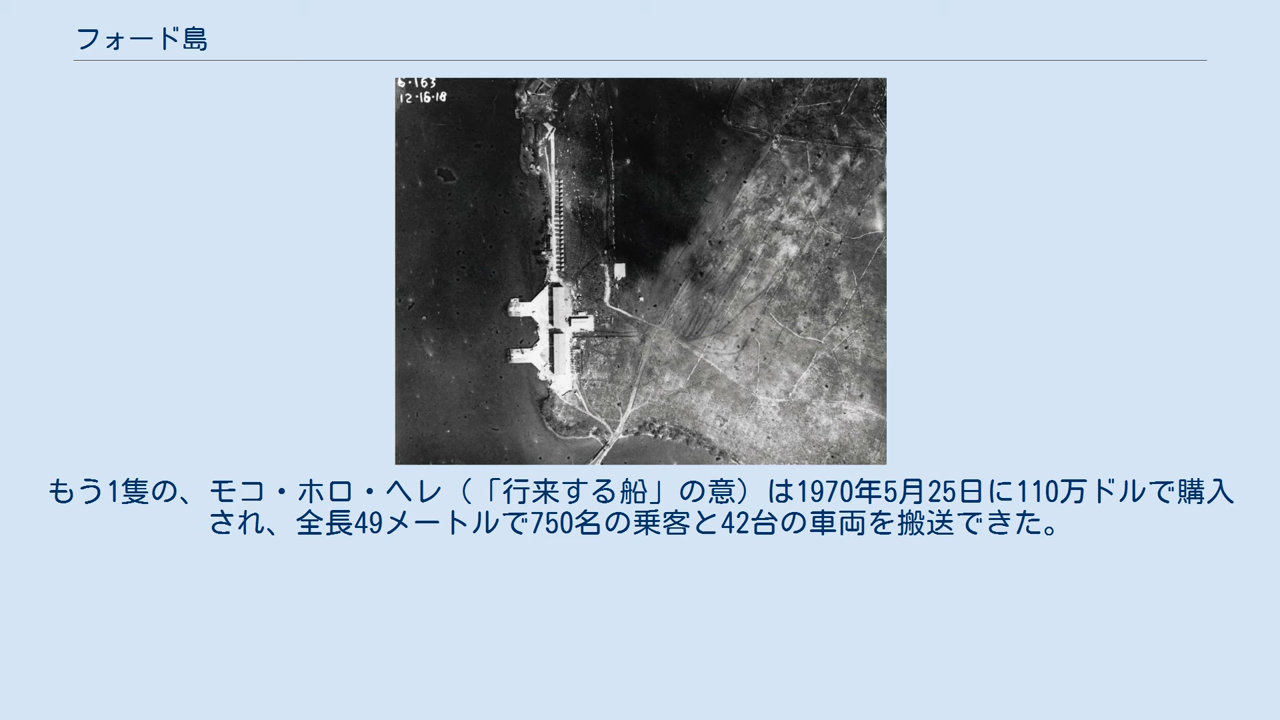 フォード島
6・163
12・16・18
もう1隻の、モコ・ホロ・ヘレ（「行来する船」の意）は1970年5月25日に110万ドルで購入
され、全長49メートルで750名の乗客と42台の車両を搬送できた。